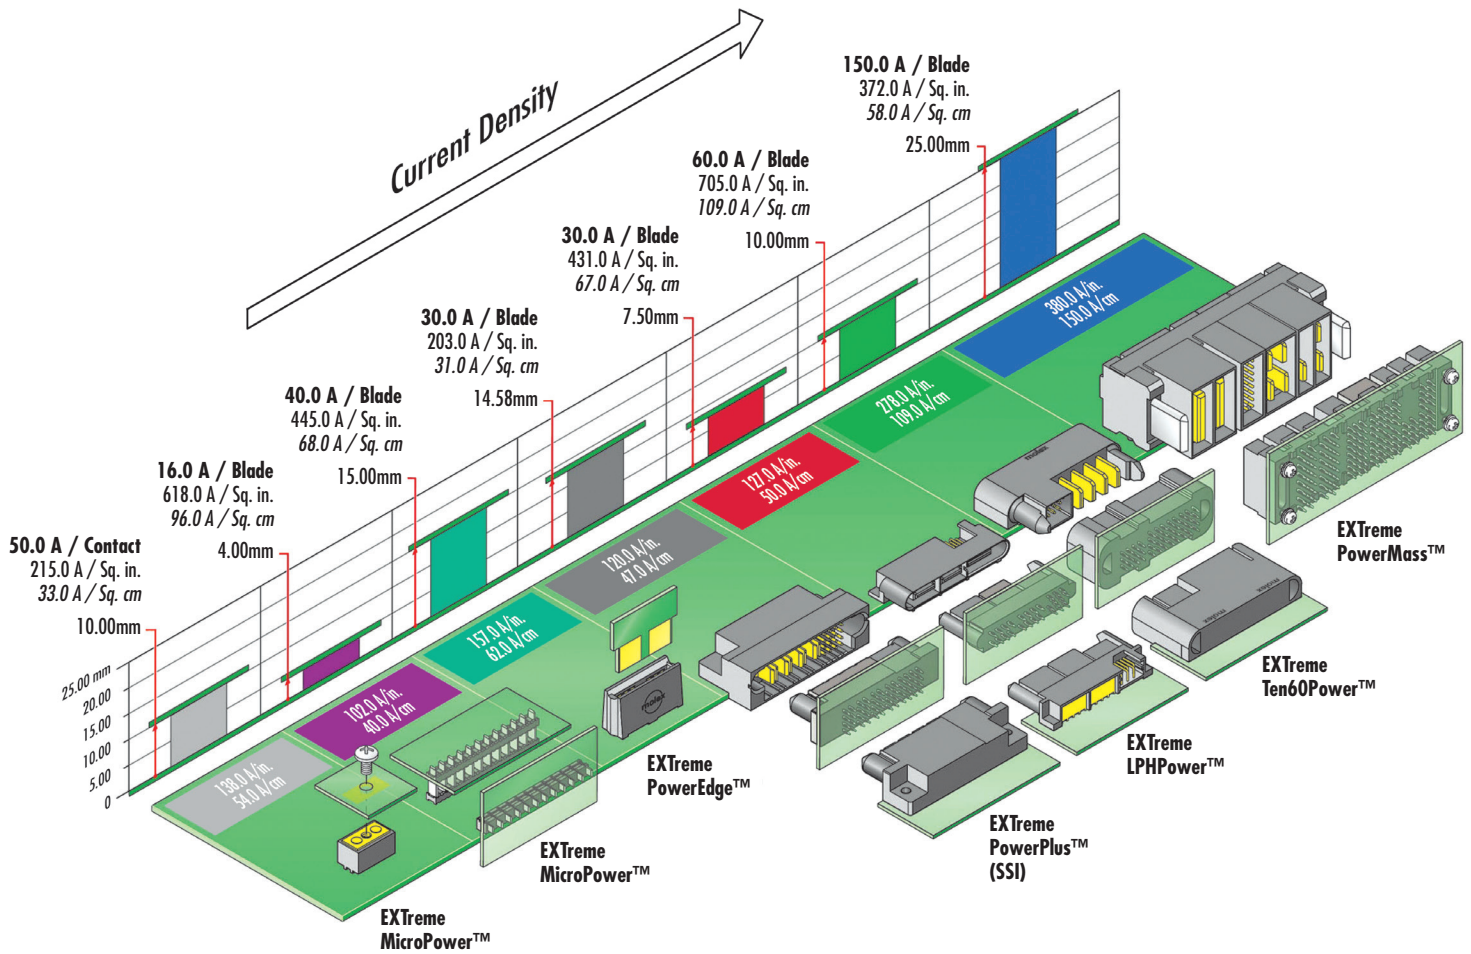 Current Density
150.0 A / Blade
372.0 A / Sq. in.
58.0 A / Sq. cm
25.00mm
60.0 A / Blade
705.0 A / Sq. in.
109.0 A / Sq. cm
10.00mm
30.0 A / Blade
431.0 A / Sq. in.
67.0 A / Sq. cm
7.50mm
30.0 A / Blade
203.0 A / Sq. in.
31.0 A / Sq. cm
14.58mm
40.0 A / Blade
445.0 A / Sq. in.
68.0 A / Sq. cm
15.00mm
16.0 A / Blade
618.0 A / Sq. in.
96.0 A / Sq. cm
4.00mm
50.0 A / Contact
215.0 A / Sq. in.
33.0 A / Sq. cm
10.00mm
25.00 mm
20.00
15.00
10.00
5.00
0
138.0 A/in.
54.0 A/cm
102.0 A/in.
40.0 A/cm
157.0 A/in.
62.0 A/cm
120.0 A/in.
47.0 A/cm
127.0 A/in.
50.0 A/cm
278.0 A/in.
109.0 A/cm
380.0 A/in.
150.0 A/cm
molex
molex
molex
molex
EXTreme
PowerMass™
EXTreme
Ten60Power™
EXTreme
LPHPower™
EXTreme
PowerPlus™
(SSI)
EXTreme
PowerEdge™
EXTreme
MicroPower™
EXTreme
MicroPower™